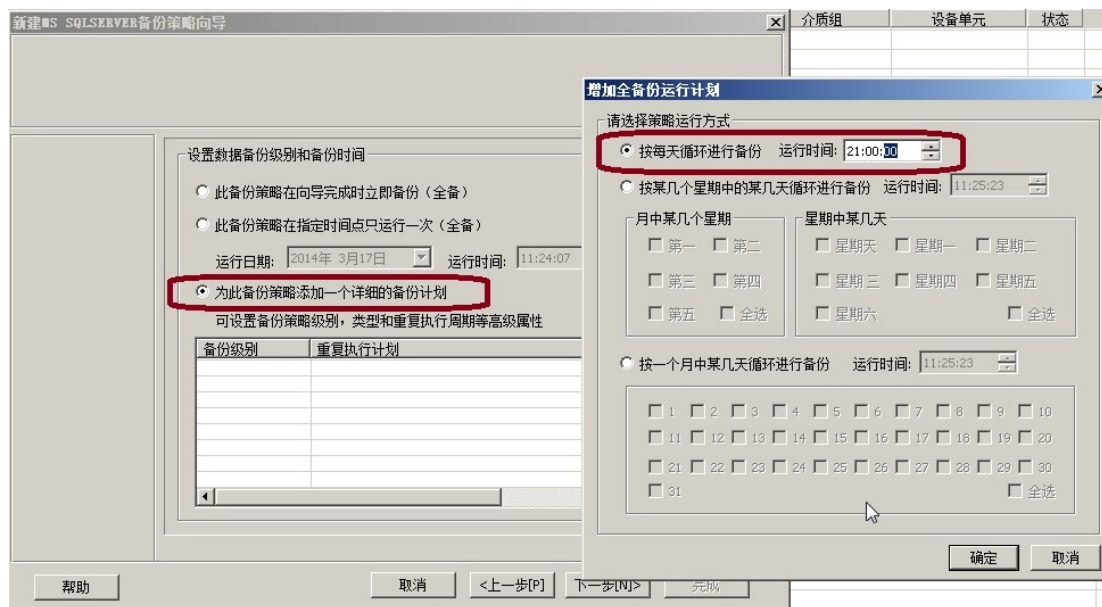 新建MS SQLSERVER备份策略向导
介质组 设备单元 状态
设置数据备份级别和备份时间
此备份策略在向导完成时立即备份（全备）
此备份策略在指定时间点只运行一次（全备）
运行日期: 2014年 3月17日 运行时间: 11:24:07
为此备份策略添加一个详细的备份计划
可设置备份策略级别，类型和重复执行周期等高级属性
备份级别 重复执行计划
帮助 取消 <上一步[P] 下一步[N]> 完成
增加全备份运行计划
请选择策略运行方式
按每天循环进行备份 运行时间: 21:00:00
按某几个星期中的某几天循环进行备份 运行时间: 11:25:23
月中某几个星期 星期中某几天
第一 第二 星期天 星期一 星期二
第三 第四 星期三 星期四 星期五
第五 全选 星期六 全选
按一个月中某几天循环进行备份 运行时间: 11:25:23
1 2 3 4 5 6 7 8 9 10
11 12 13 14 15 16 17 18 19 20
21 22 23 24 25 26 27 28 29 30
31 全选
确定 取消